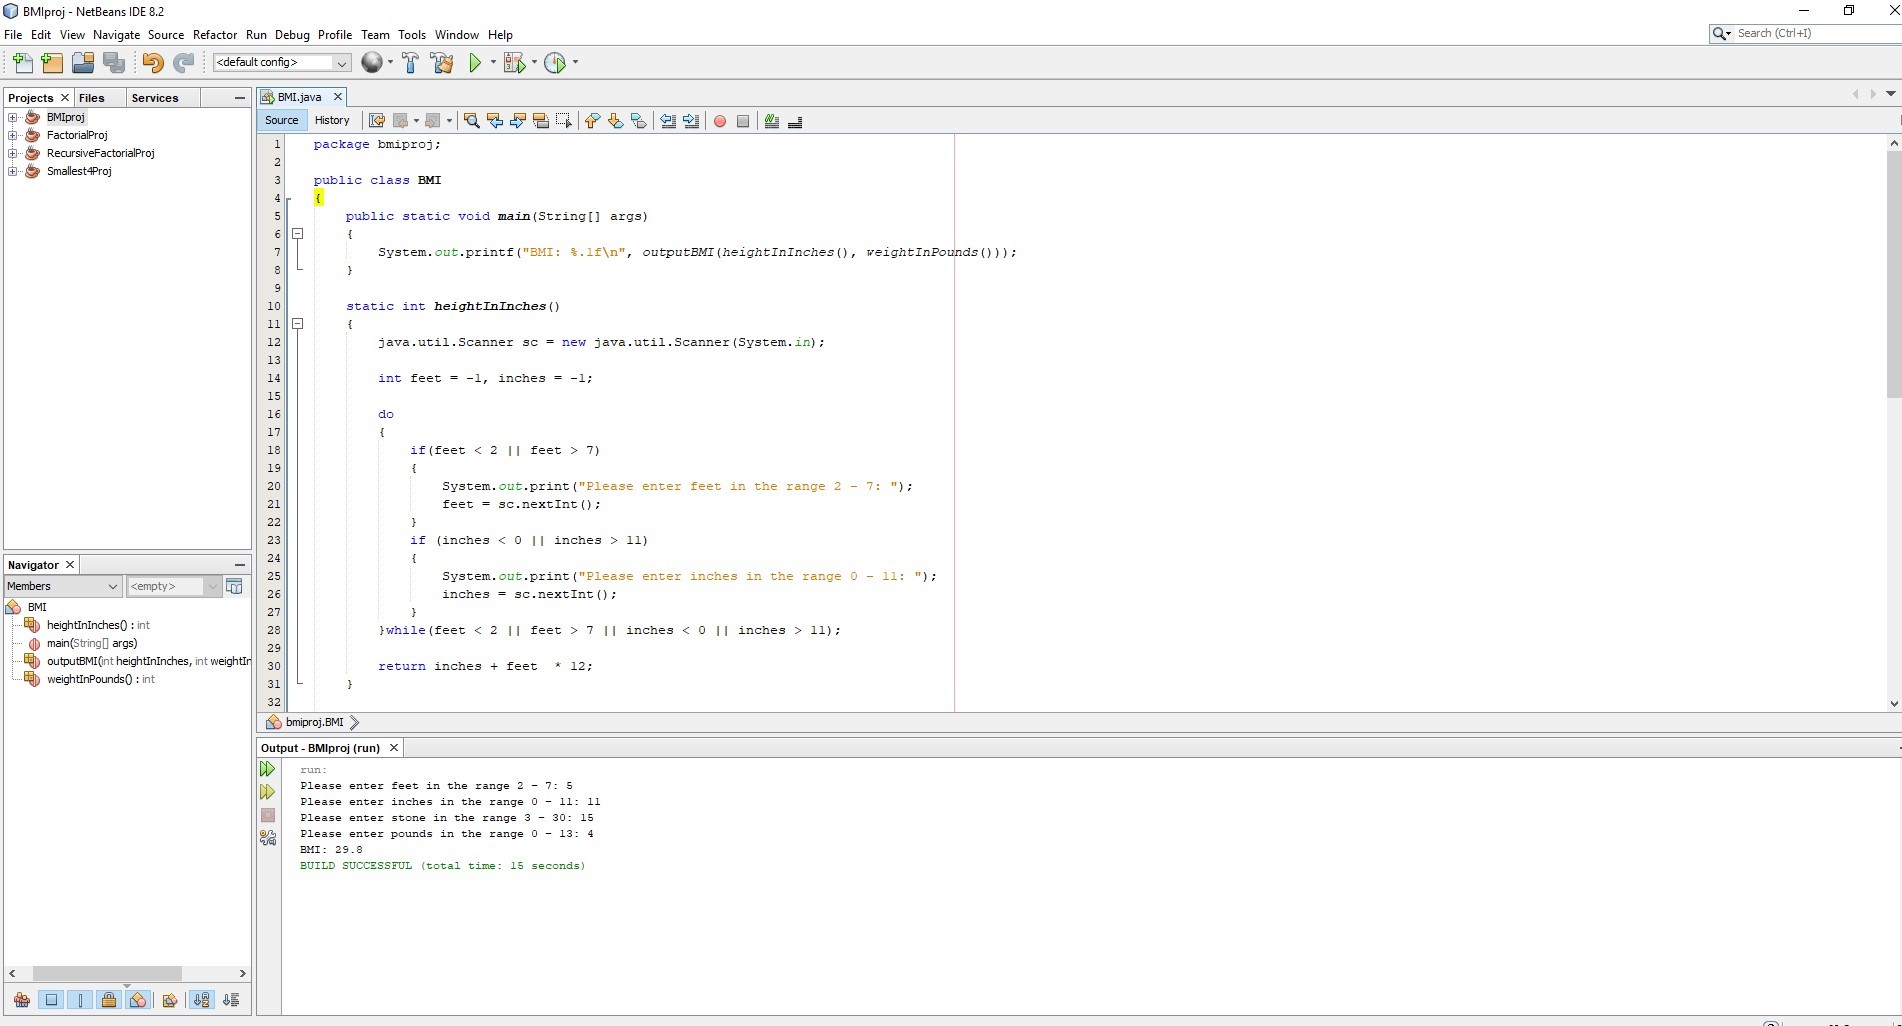 BMIproj - NetBeans IDE 8.2
File Edit View Navigate Source Refactor Run Debug Profile Team Tools Window Help
Search (Ctrl+I)
<default config>
Projects Files Services
BMIproj
FactorialProj
RecursiveFactorialProj
Smallest4Proj
BMI.java
Source History
1 package bmiproj;
2
3 public class BMI
4 {
5 public static void main(String[] args)
6 {
7 System.out.printf("BMI: %.1f\n", outputBMI(heightInInches(), weightInPounds()));
8 }
9
10 static int heightInInches()
11 {
12 java.util.Scanner sc = new java.util.Scanner(System.in);
13
14 int feet = -1, inches = -1;
15
16 do
17 {
18 if(feet < 2 || feet > 7)
19 {
20 System.out.print("Please enter feet in the range 2 - 7: ");
21 feet = sc.nextInt();
22 }
23 if (inches < 0 || inches > 11)
24 {
25 System.out.print("Please enter inches in the range 0 - 11: ");
26 inches = sc.nextInt();
27 }
28 }while(feet < 2 || feet > 7 || inches < 0 || inches > 11);
29
30 return inches + feet  * 12;
31 }
32
bmiproj.BMI
Navigator
Members <empty>
BMI
heightInInches() : int
main(String[] args)
outputBMI(int heightInInches, int weightIn
weightInPounds() : int
Output - BMIproj (run)
run:
Please enter feet in the range 2 - 7: 5
Please enter inches in the range 0 - 11: 11
Please enter stone in the range 3 - 30: 15
Please enter pounds in the range 0 - 13: 4
BMI: 29.8
BUILD SUCCESSFUL (total time: 15 seconds)